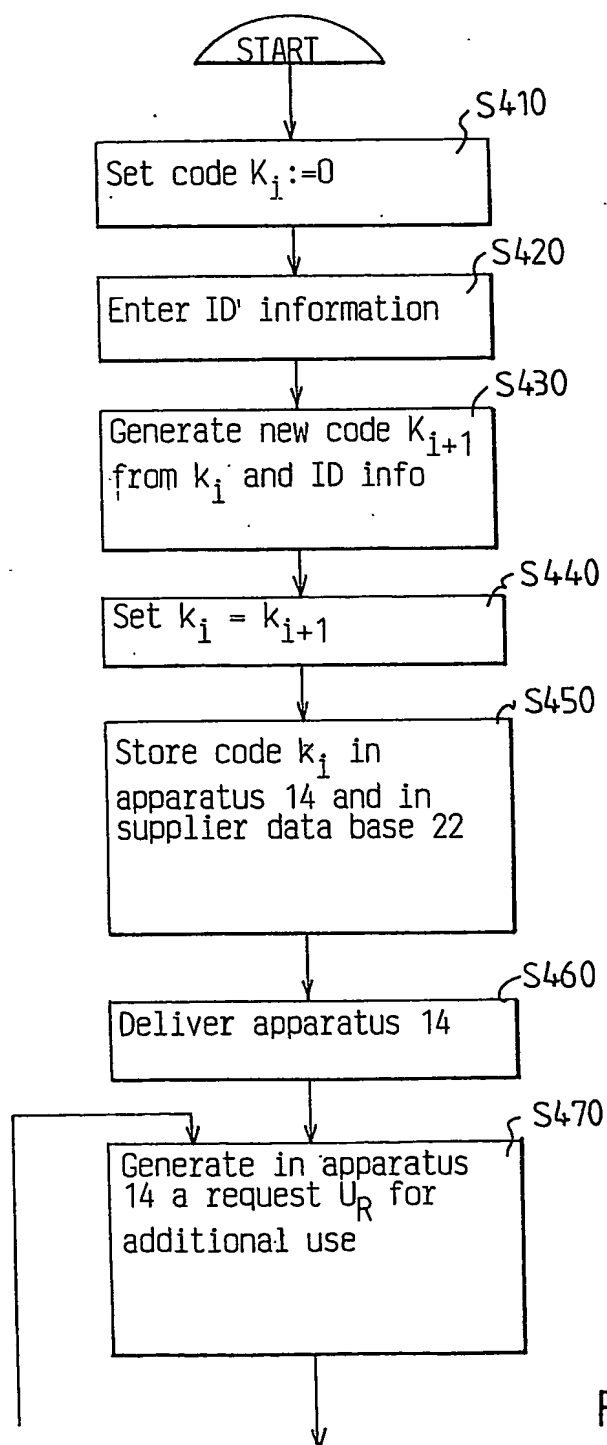 START
S410
Set code K_i:=0
S420
Enter ID' information
S430
Generate new code K_{i+1}
from k_i and ID info
S440
Set k_i = k_{i+1}
S450
Store code k_i in
apparatus 14 and in
supplier data base 22
S460
Deliver apparatus 14
S470
Generate in apparatus
14 a request U_R for
additional use